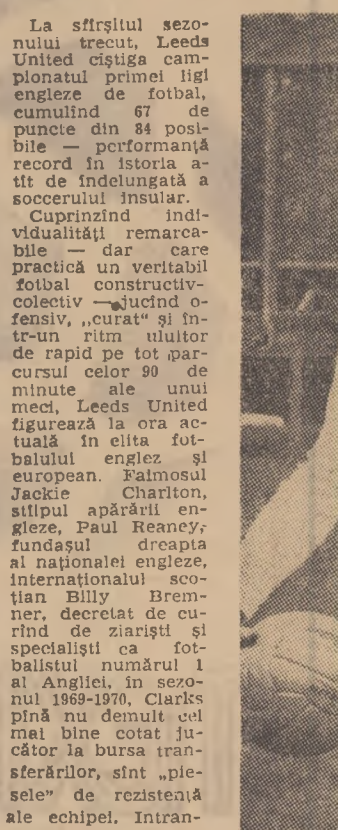 La sfîrşitul sezo-
nului trecut, Leeds
United cîştiga cam-
pionatul primei ligi
engleze de fotbal,
cumulînd 67 de
puncte din 84 posi-
bile — performanţă
record în istoria a-
tît de îndelungată a
soccerului insular.
Cuprinzînd indi-
vidualităţi remarca-
bile — dar care
practică un veritabil
fotbal constructiv-
colectiv — jucînd o-
fensiv, „curat“ şi în-
tr-un ritm uluitor
de rapid pe tot par-
cursul celor 90 de
minute ale unui
meci, Leeds United
figurează la ora ac-
tuală în elita fot-
balului englez şi
european. Faimosul
Jackie Charlton,
stîlpul apărării en-
gleze, Paul Reaney,
fundaşul dreapta
al naţionalei engleze,
internaţionalul sco-
ţian Billy Brem-
ner, decretat de cu-
rînd de ziarişti şi
specialişti ca fot-
balistul numărul 1
al Angliei, în sezo-
nul 1969-1970, Clarks
pînă nu demult cel
mai bine cotat ju-
cător la bursa tran-
sferărilor, sînt „pie-
sele” de rezistenţă
ale echipei. Intran-